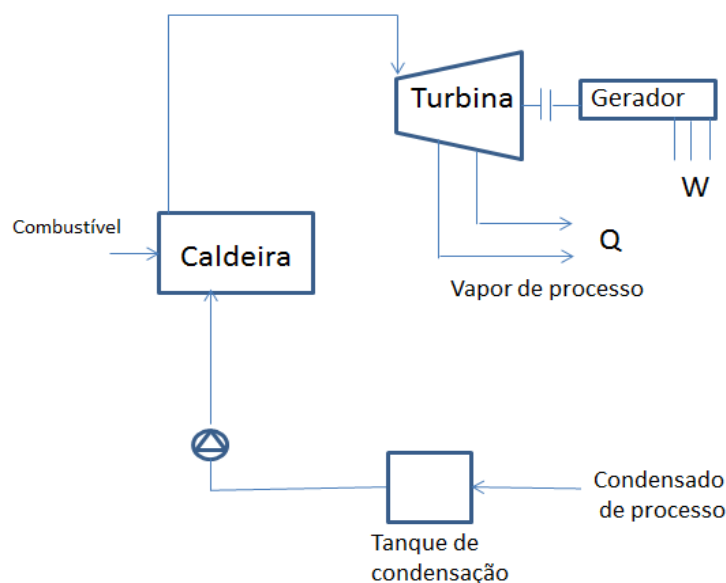 Turbina
Gerador
W
Combustível
Caldeira
Q
Vapor de processo
Condensado
de processo
Tanque de
condensação